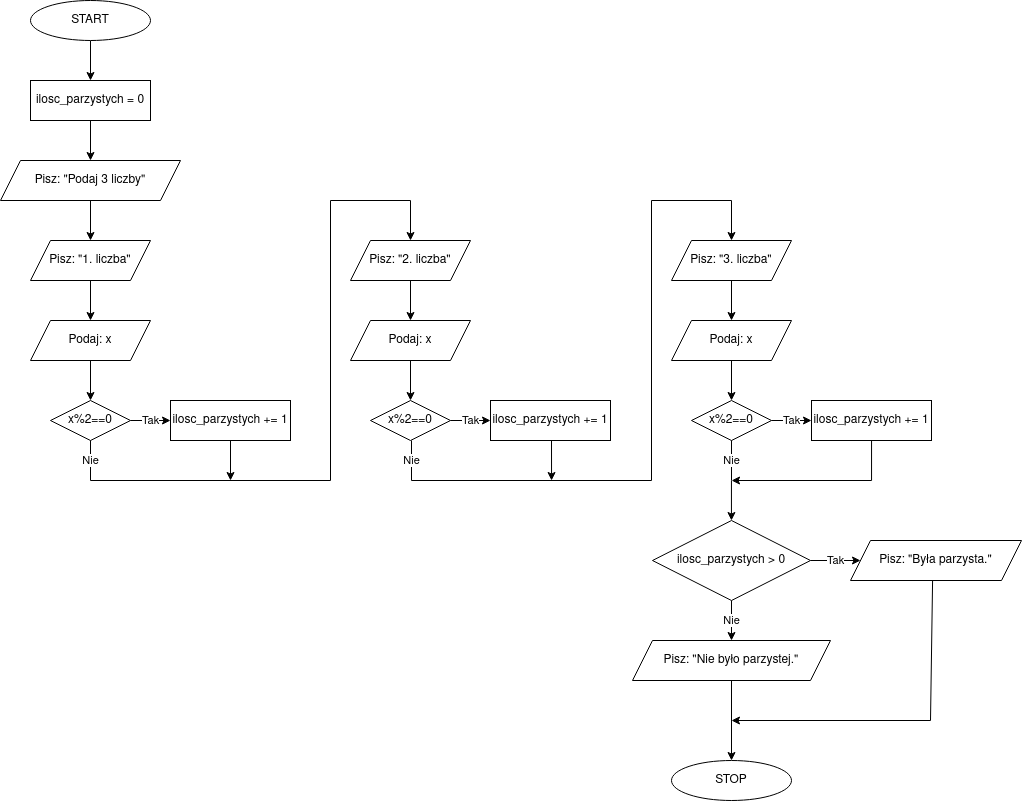 START
ilosc_parzystych = 0
Pisz: "Podaj 3 liczby"
Pisz: "1. liczba"
Podaj: x
x%2==0
Tak
ilosc_parzystych += 1
Nie
Pisz: "2. liczba"
Podaj: x
x%2==0
Tak
ilosc_parzystych += 1
Nie
Pisz: "3. liczba"
Podaj: x
x%2==0
Tak
ilosc_parzystych += 1
Nie
ilosc_parzystych > 0
Tak
Pisz: "Była parzysta."
Nie
Pisz: "Nie było parzystej."
STOP